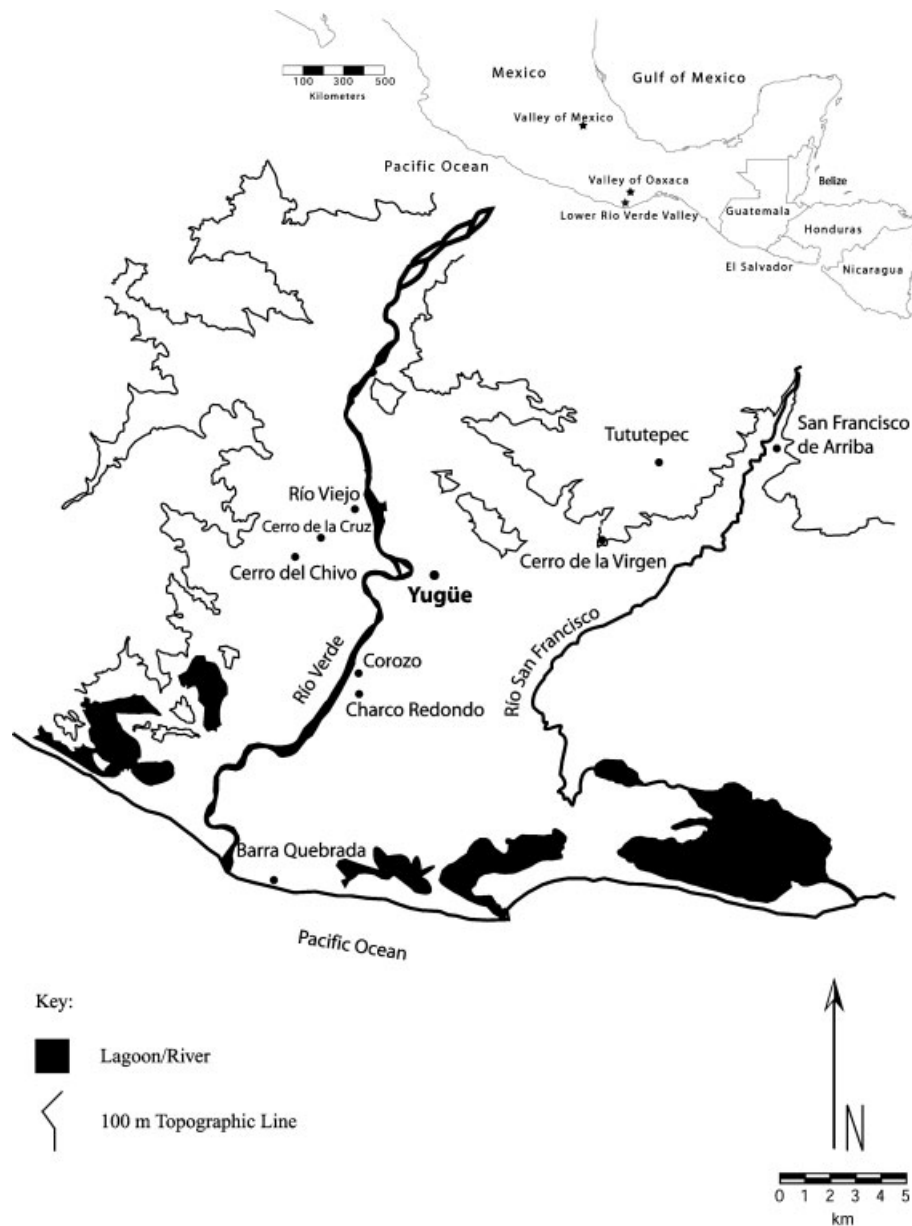 Mexico
Gulf of Mexico
100 300 500
Kilometers
Valley of Mexico
Pacific Ocean
Valley of Oaxaca
Belize
Lower Rio Verde Valley
Guatemala
Honduras
El Salvador
Nicaragua
San Francisco
de Arriba
Tututepec
Río Viejo
Cerro de la Cruz
Cerro del Chivo
Cerro de la Virgen
Yugüe
Río Verde
Río San Francisco
Corozo
Charco Redondo
Barra Quebrada
Pacific Ocean
Key:
Lagoon/River
100 m Topographic Line
N
0 1 2 3 4 5
km